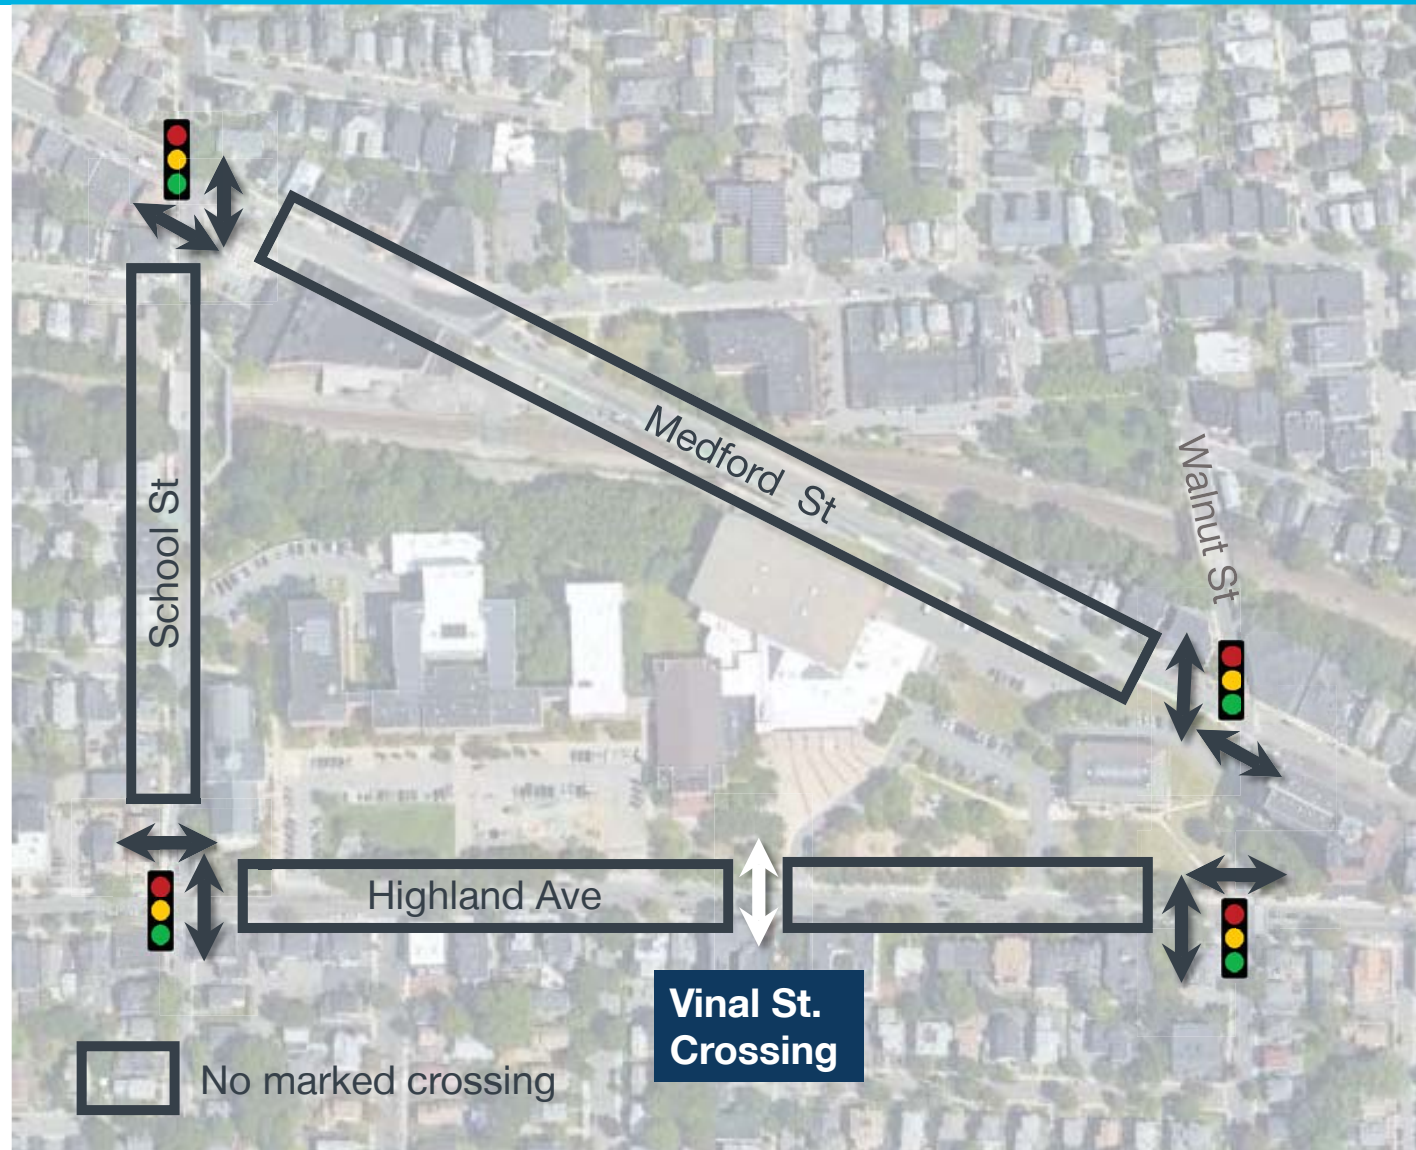 Medford St
Walnut St
School St
Highland Ave
Vinal St.
Crossing
No marked crossing